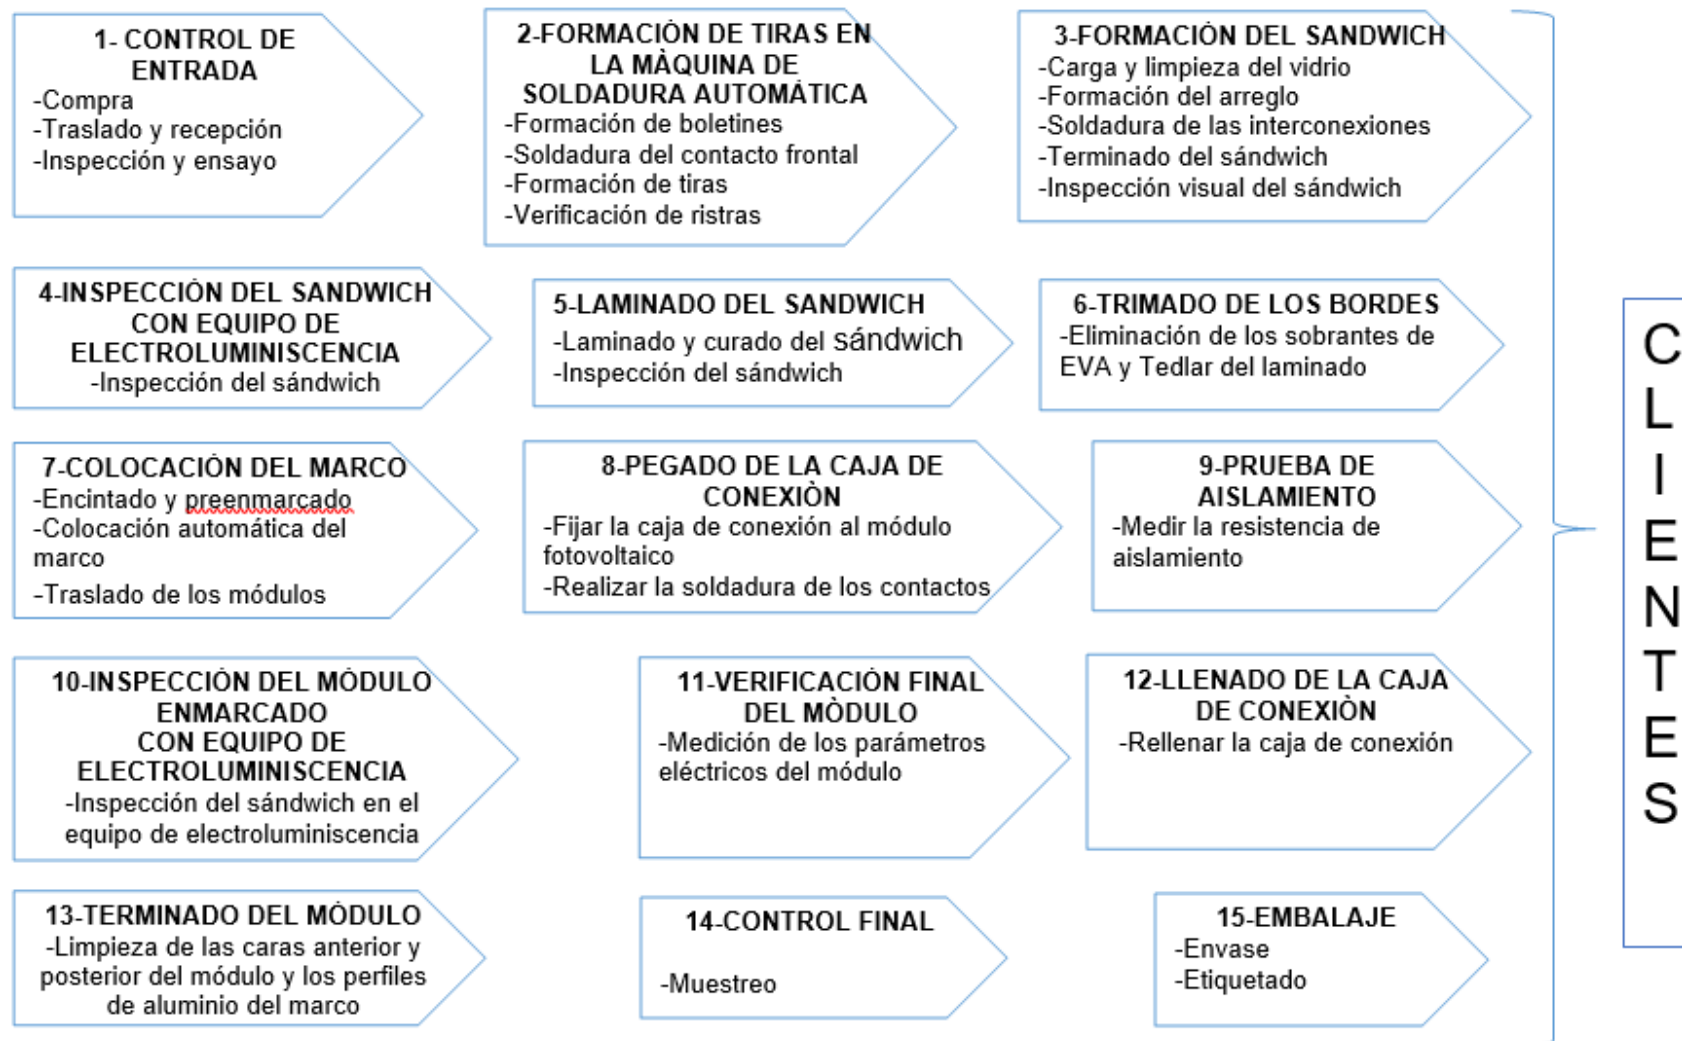 1- CONTROL DE
ENTRADA
-Compra
-Traslado y recepción
-Inspección y ensayo
2-FORMACIÓN DE TIRAS EN
LA MÀQUINA DE
SOLDADURA AUTOMÁTICA
-Formación de boletines
-Soldadura del contacto frontal
-Formación de tiras
-Verificación de ristras
3-FORMACIÓN DEL SANDWICH
-Carga y limpieza del vidrio
-Formación del arreglo
-Soldadura de las interconexiones
-Terminado del sándwich
-Inspección visual del sándwich
4-INSPECCIÓN DEL SANDWICH
CON EQUIPO DE
ELECTROLUMINISCENCIA
-Inspección del sándwich
5-LAMINADO DEL SANDWICH
-Laminado y curado del sándwich
-Inspección del sándwich
6-TRIMADO DE LOS BORDES
-Eliminación de los sobrantes de
EVA y Tedlar del laminado
7-COLOCACIÓN DEL MARCO
-Encintado y preenmarcado
-Colocación automática del
marco
-Traslado de los módulos
8-PEGADO DE LA CAJA DE
CONEXIÒN
-Fijar la caja de conexión al módulo
fotovoltaico
-Realizar la soldadura de los contactos
9-PRUEBA DE
AISLAMIENTO
-Medir la resistencia de
aislamiento
10-INSPECCIÓN DEL MÓDULO
ENMARCADO
CON EQUIPO DE
ELECTROLUMINISCENCIA
-Inspección del sándwich en el
equipo de electroluminiscencia
11-VERIFICACIÓN FINAL
DEL MÒDULO
-Medición de los parámetros
eléctricos del módulo
12-LLENADO DE LA CAJA
DE CONEXIÒN
-Rellenar la caja de conexión
13-TERMINADO DEL MÓDULO
-Limpieza de las caras anterior y
posterior del módulo y los perfiles
de aluminio del marco
14-CONTROL FINAL
-Muestreo
15-EMBALAJE
-Envase
-Etiquetado
C
L
I
E
N
T
E
S